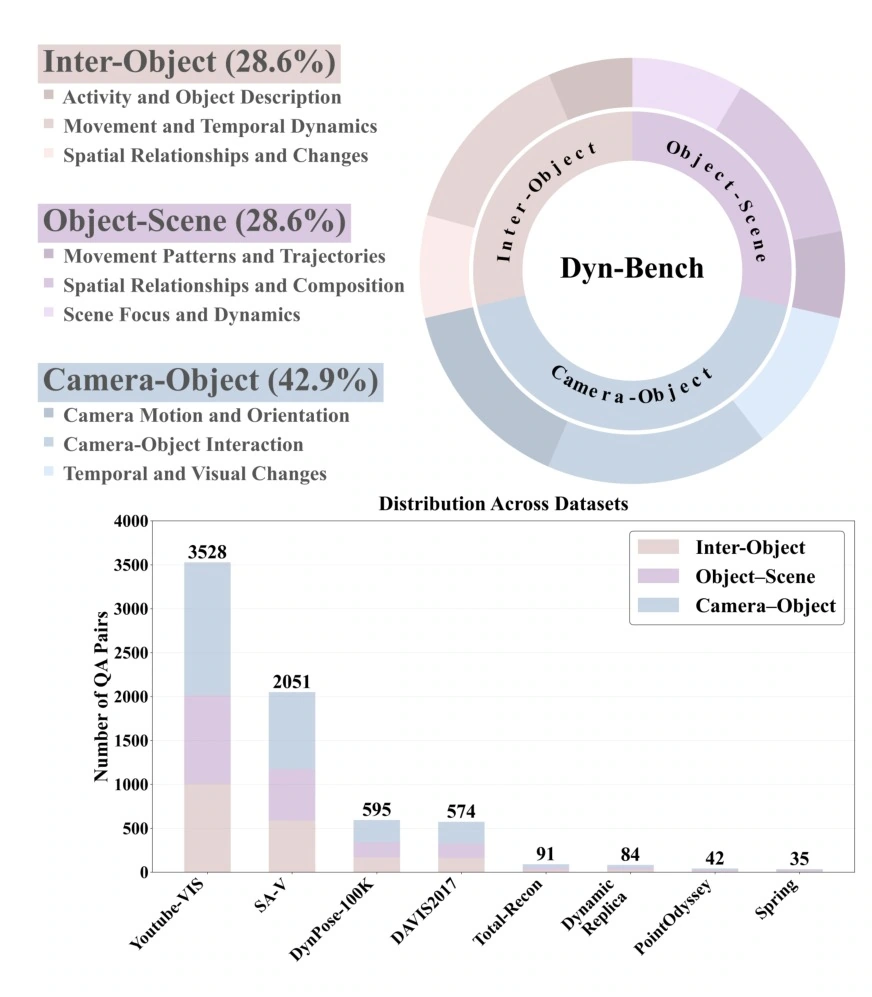 Inter-Object (28.6%)
Activity and Object Description
Movement and Temporal Dynamics
Spatial Relationships and Changes
Object-Scene (28.6%)
Movement Patterns and Trajectories
Spatial Relationships and Composition
Scene Focus and Dynamics
Camera-Object (42.9%)
Camera Motion and Orientation
Camera-Object Interaction
Temporal and Visual Changes
Inter-Object
Object-Scene
Dyn-Bench
Camera-Object
Distribution Across Datasets
Number of QA Pairs
4000
3500
3000
2500
2000
1500
1000
500
0
3528
2051
595
574
91
84
42
35
Inter-Object
Object–Scene
Camera–Object
Youtube-VIS
SA-V
DynPose-100K
DAVIS2017
Total-Recon
Dynamic
Replica
PointOdyssey
Spring